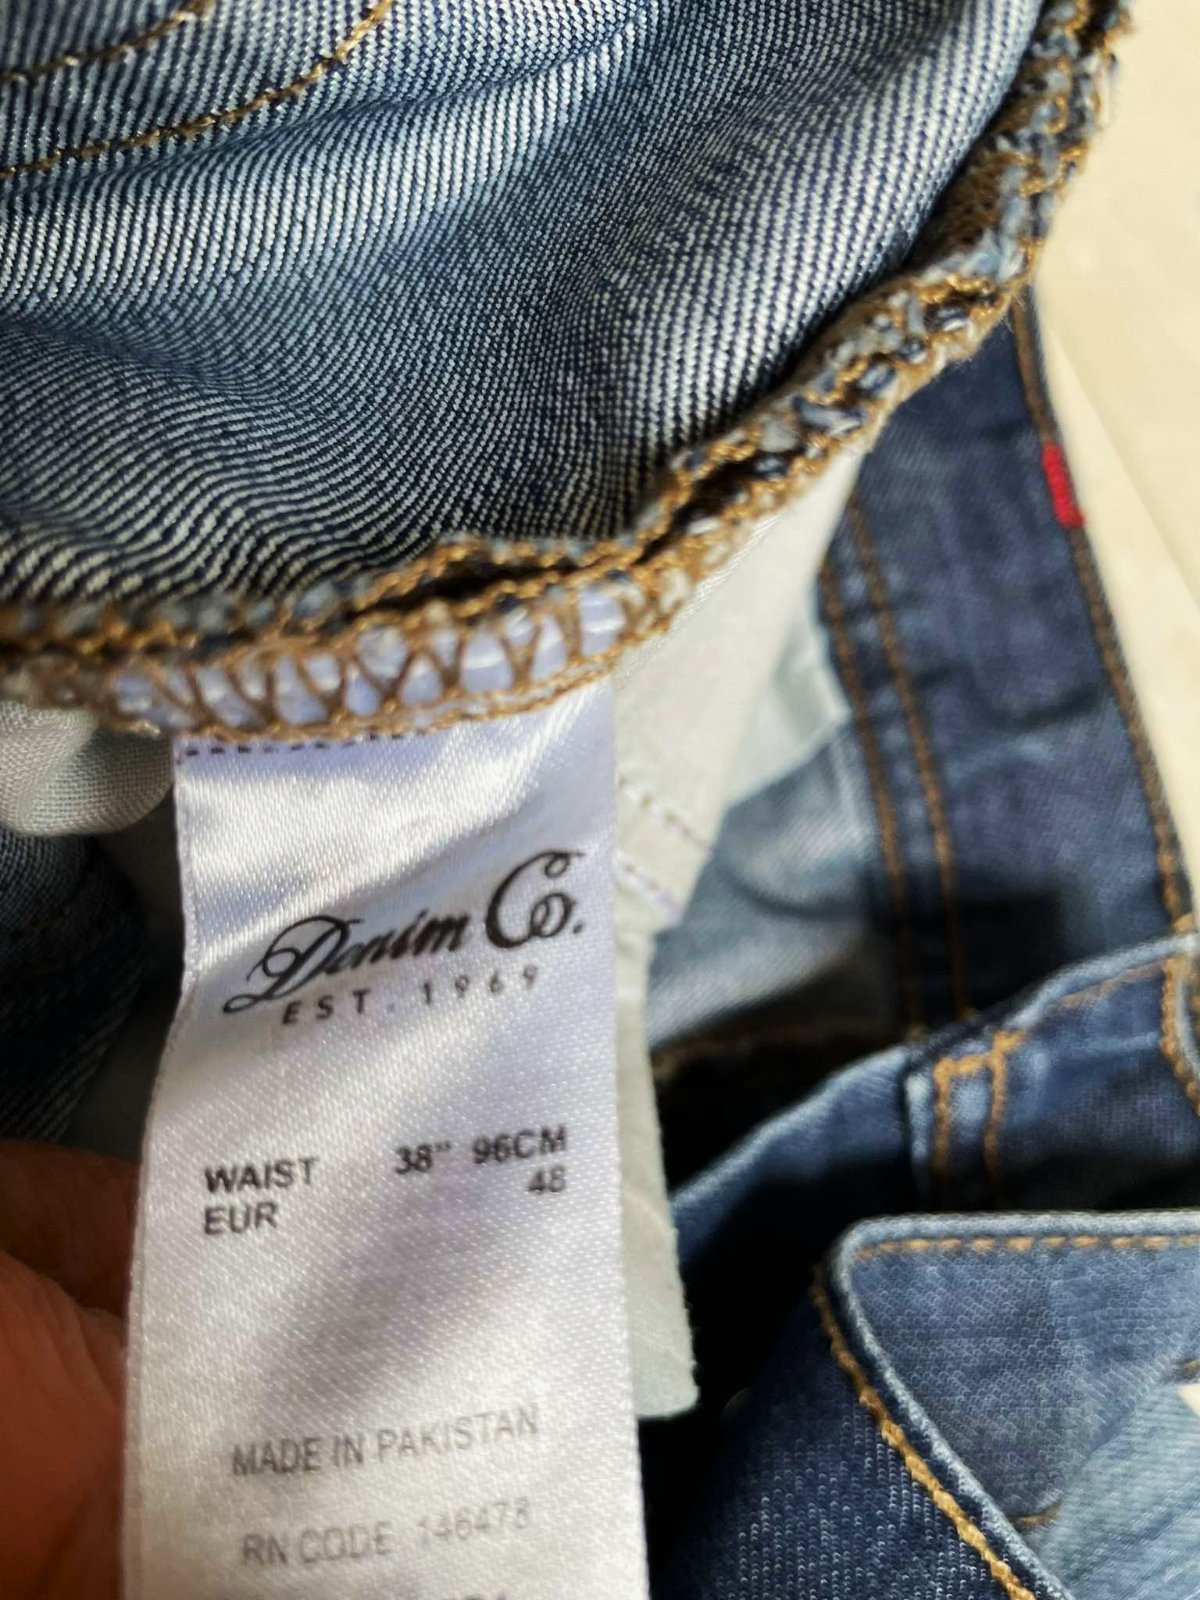 Denim Co.
EST. 1969
WAIST 38" 96CM
EUR 48
MADE IN PAKISTAN
RN CODE 146478